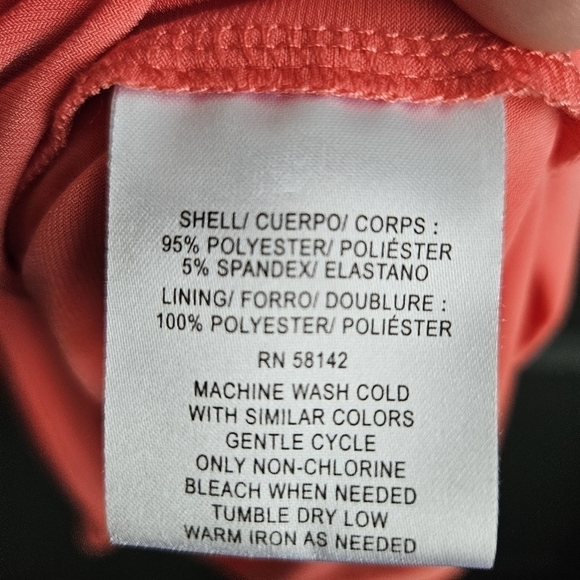 SHELL/ CUERPO/ CORPS :
95% POLYESTER/ POLIÉSTER
5% SPANDEX/ ELASTANO
LINING/ FORRO/ DOUBLURE :
100% POLYESTER/ POLIÉSTER
RN 58142
MACHINE WASH COLD
WITH SIMILAR COLORS
GENTLE CYCLE
ONLY NON-CHLORINE
BLEACH WHEN NEEDED
TUMBLE DRY LOW
WARM IRON AS NEEDED